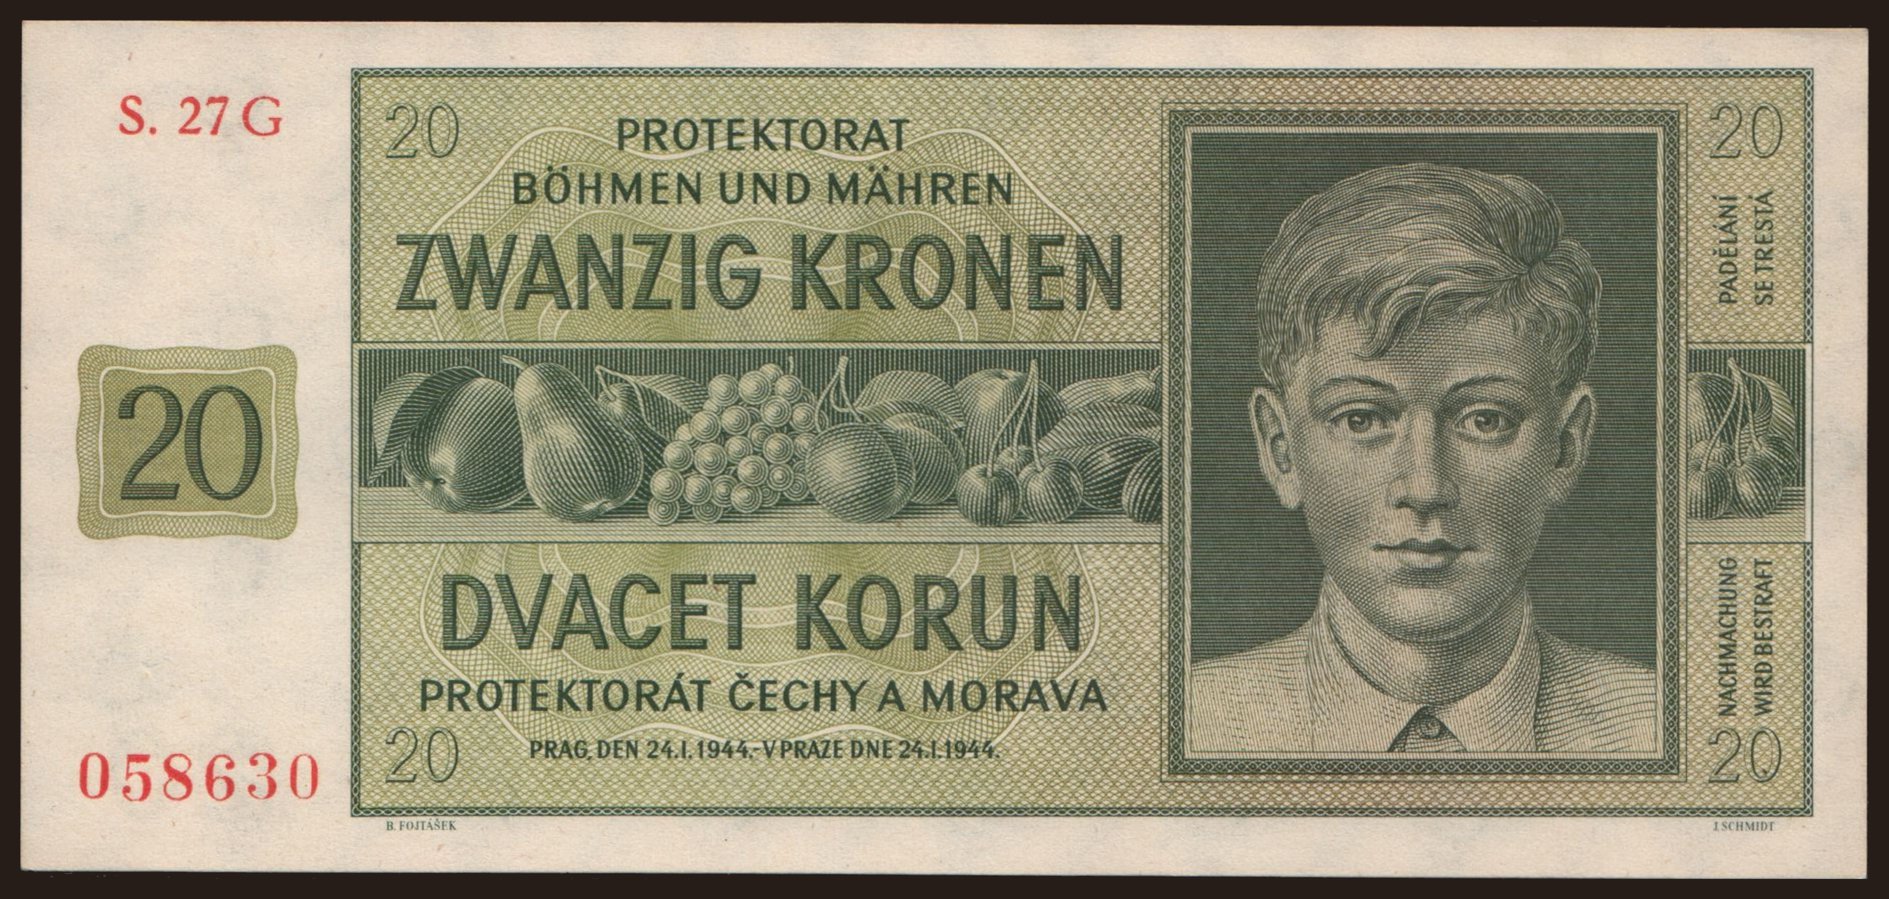 S. 27 G
20
PROTEKTORAT
BÖHMEN UND MÄHREN
ZWANZIG KRONEN
20
PADĚLÁNÍ
SE TRESTÁ
20
DVACET KORUN
PROTEKTORÁT ČECHY A MORAVA
PRAG, DEN 24.I.1944.-V PRAZE DNE 24.I.1944.
20
NACHMACHUNG
WIRD BESTRAFT
20
058630
B. FOJTÁŠEK
J. SCHMIDT